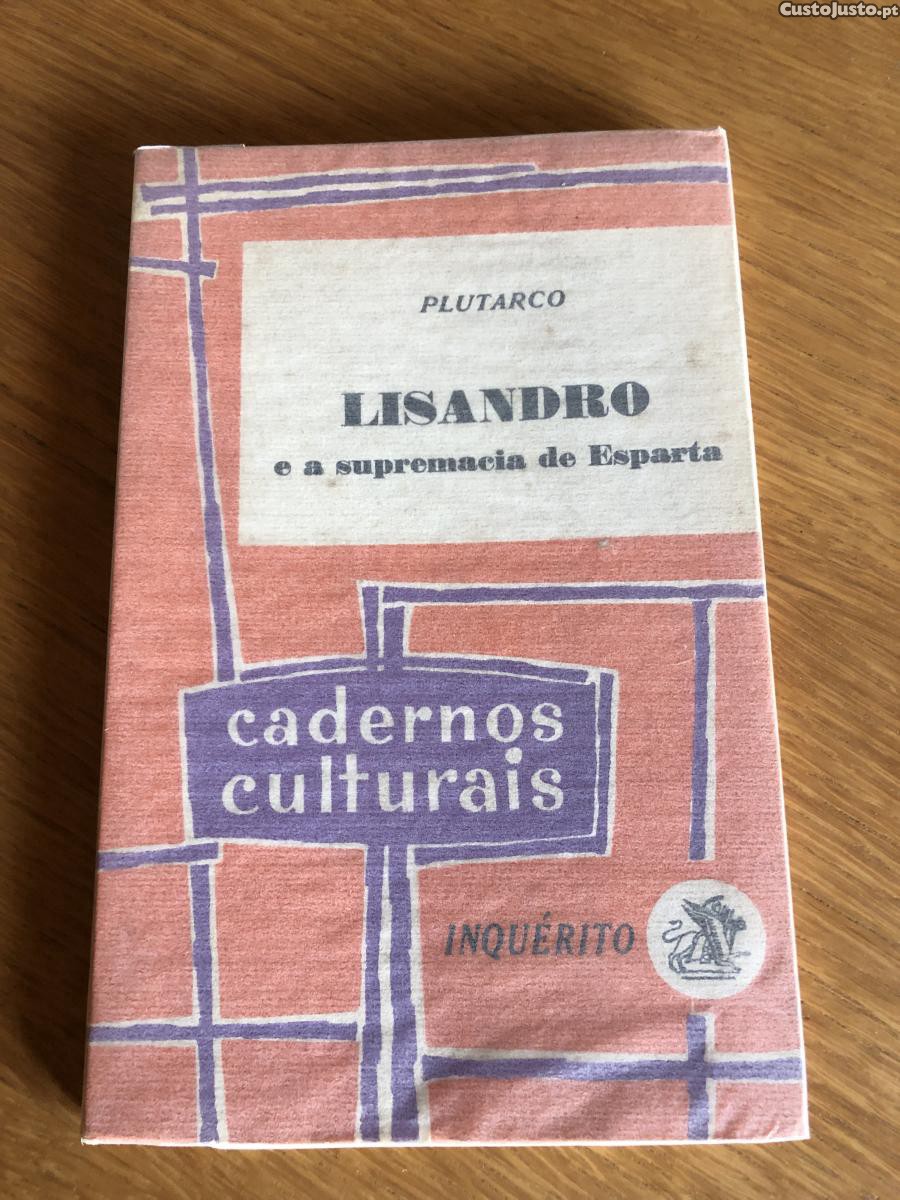 CustoJusto.pt
PLUTARCO
LISANDRO
e a supremacia de Esparta
cadernos
culturais
INQUÉRITO